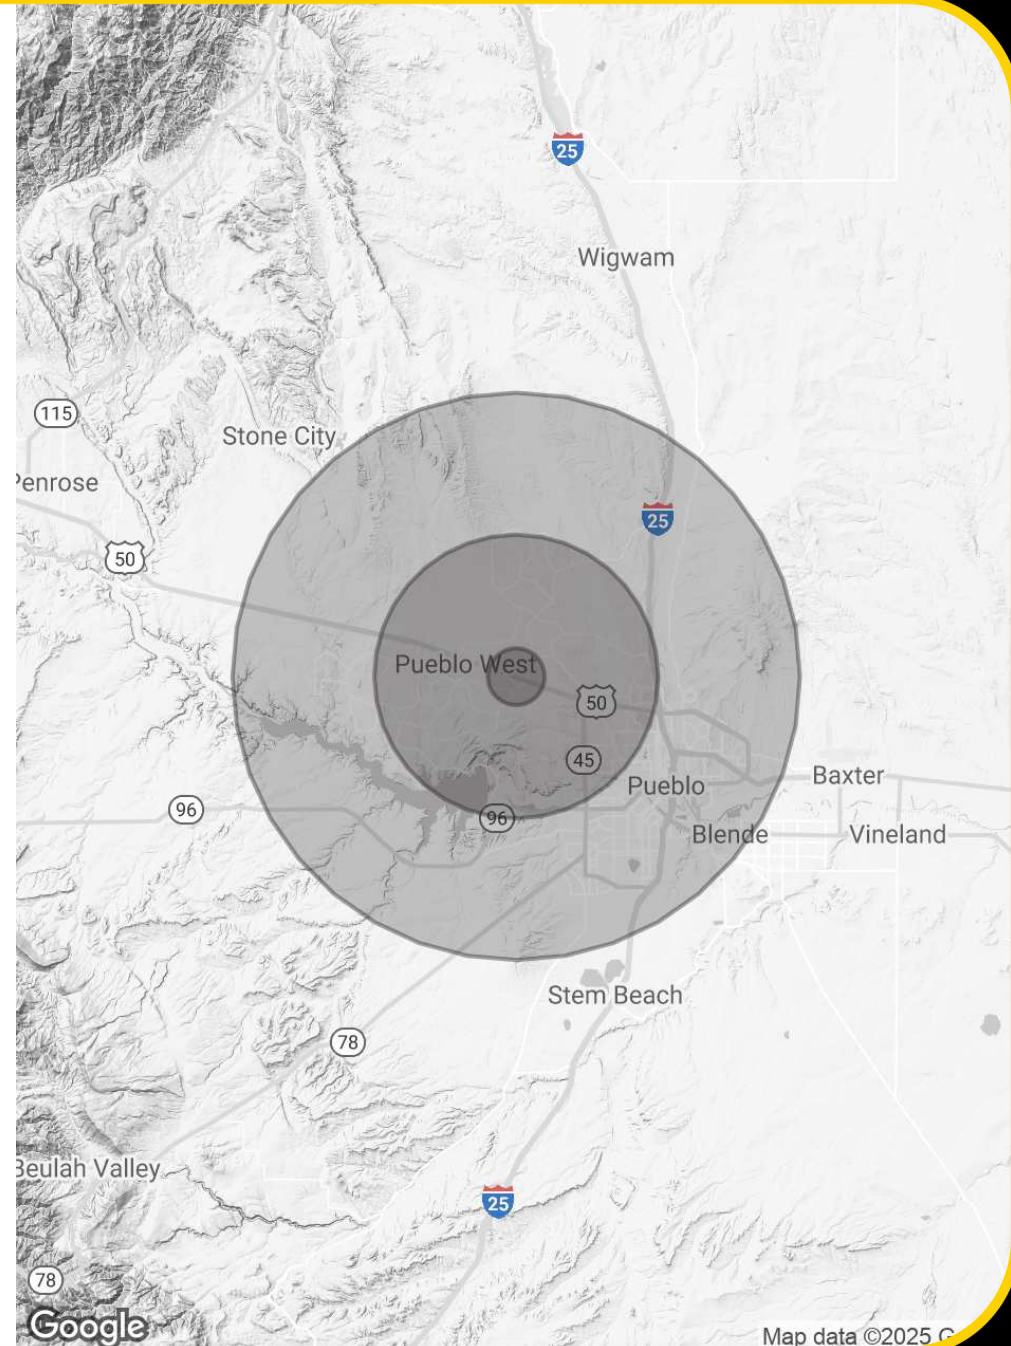 25
Wigwam
115
Stone City
Penrose
25
50
Pueblo West
50
45
Baxter
Pueblo
96
96
Blende
Vineland
Stem Beach
78
Beulah Valley
25
78
Google
Map data ©2025 G